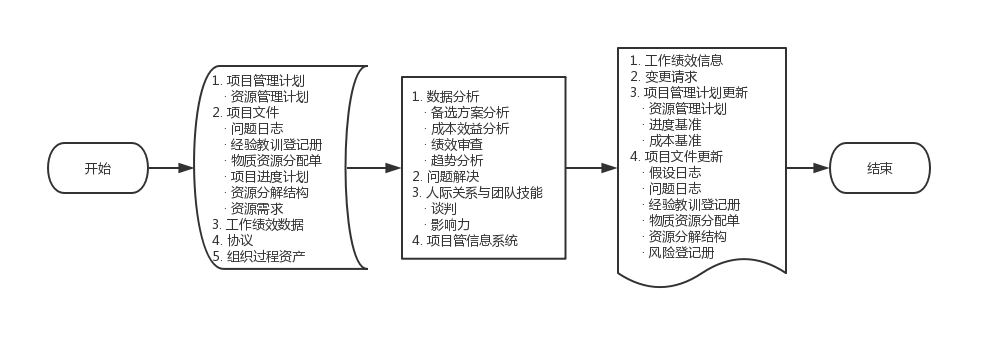 开始
1. 项目管理计划
· 资源管理计划
2. 项目文件
· 问题日志
· 经验教训登记册
· 物质资源分配单
· 项目进度计划
· 资源分解结构
· 资源需求
3. 工作绩效数据
4. 协议
5. 组织过程资产
1. 数据分析
· 备选方案分析
· 成本效益分析
· 绩效审查
· 趋势分析
2. 问题解决
3. 人际关系与团队技能
· 谈判
· 影响力
4. 项目管信息系统
1. 工作绩效信息
2. 变更请求
3. 项目管理计划更新
· 资源管理计划
· 进度基准
· 成本基准
4. 项目文件更新
· 假设日志
· 问题日志
· 经验教训登记册
· 物质资源分配单
· 资源分解结构
· 风险登记册
结束